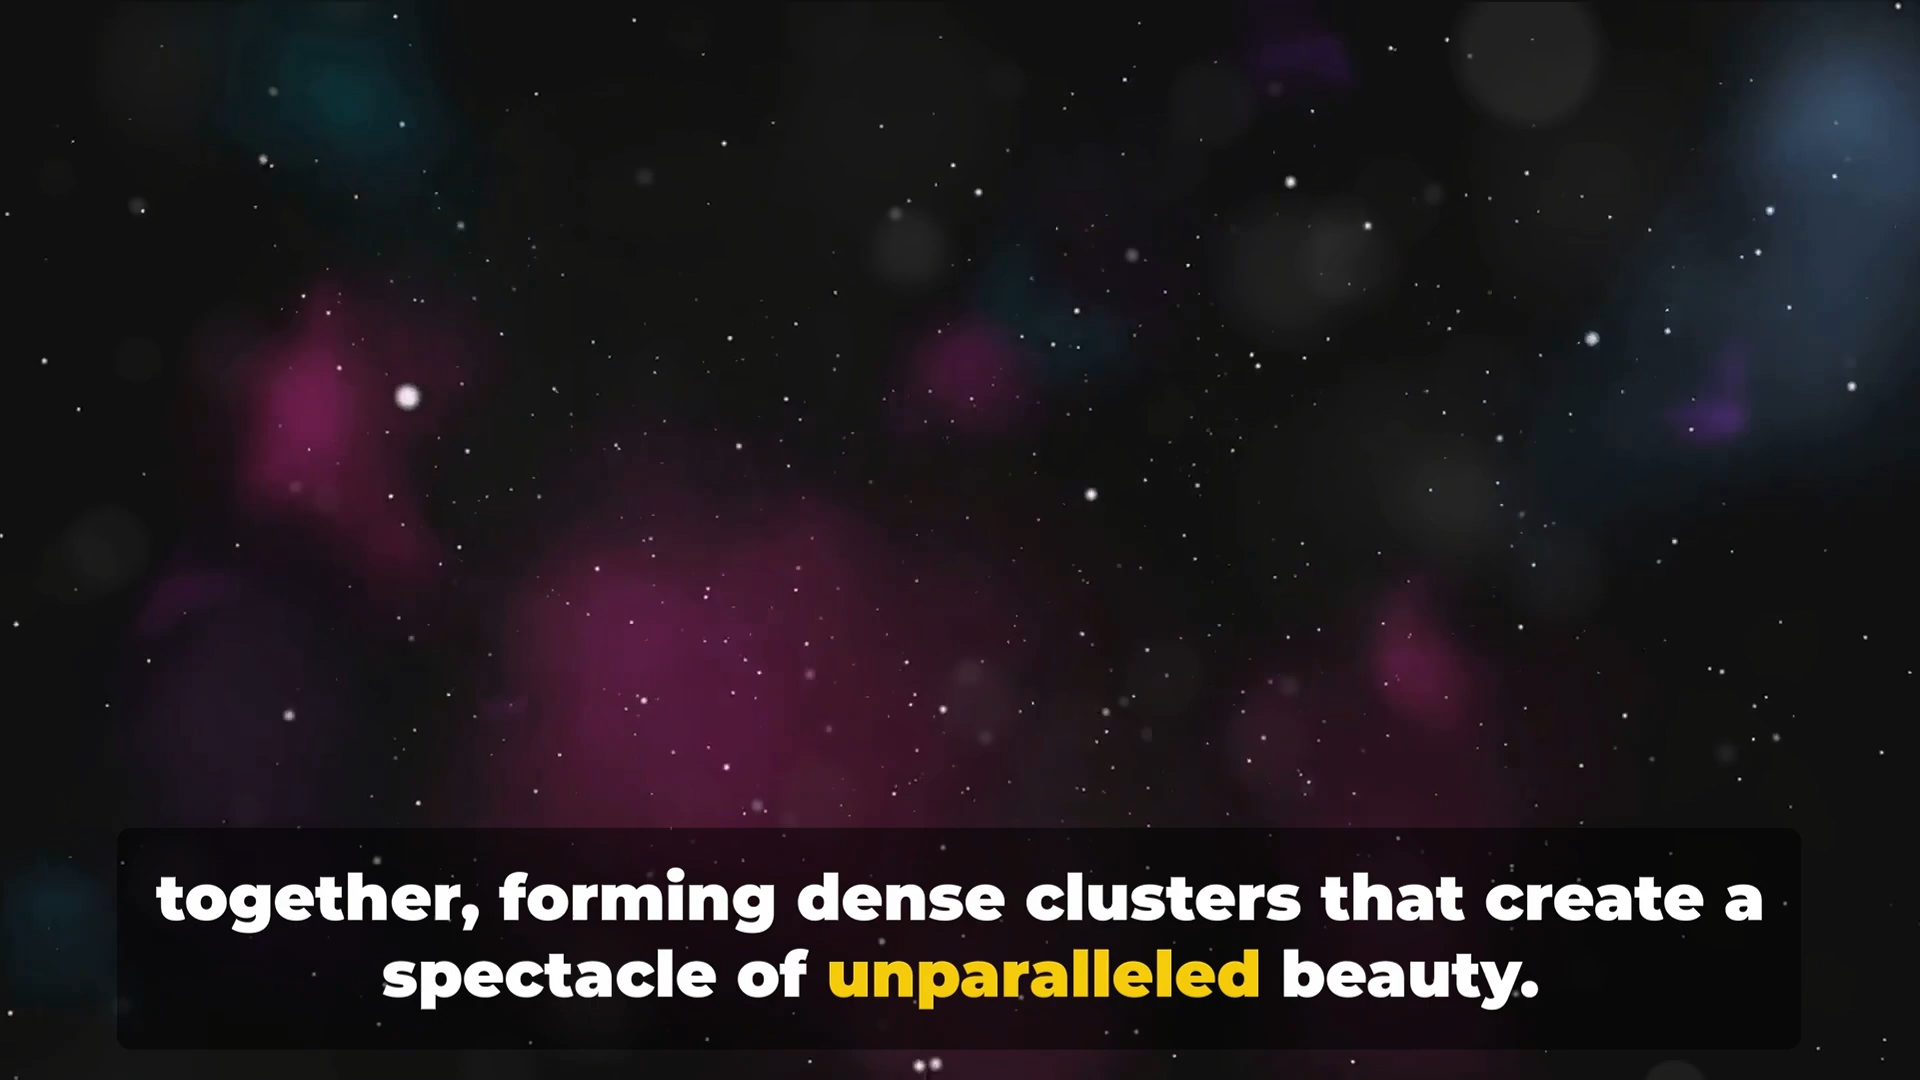 together, forming dense clusters that create a
spectacle of unparalleled beauty.